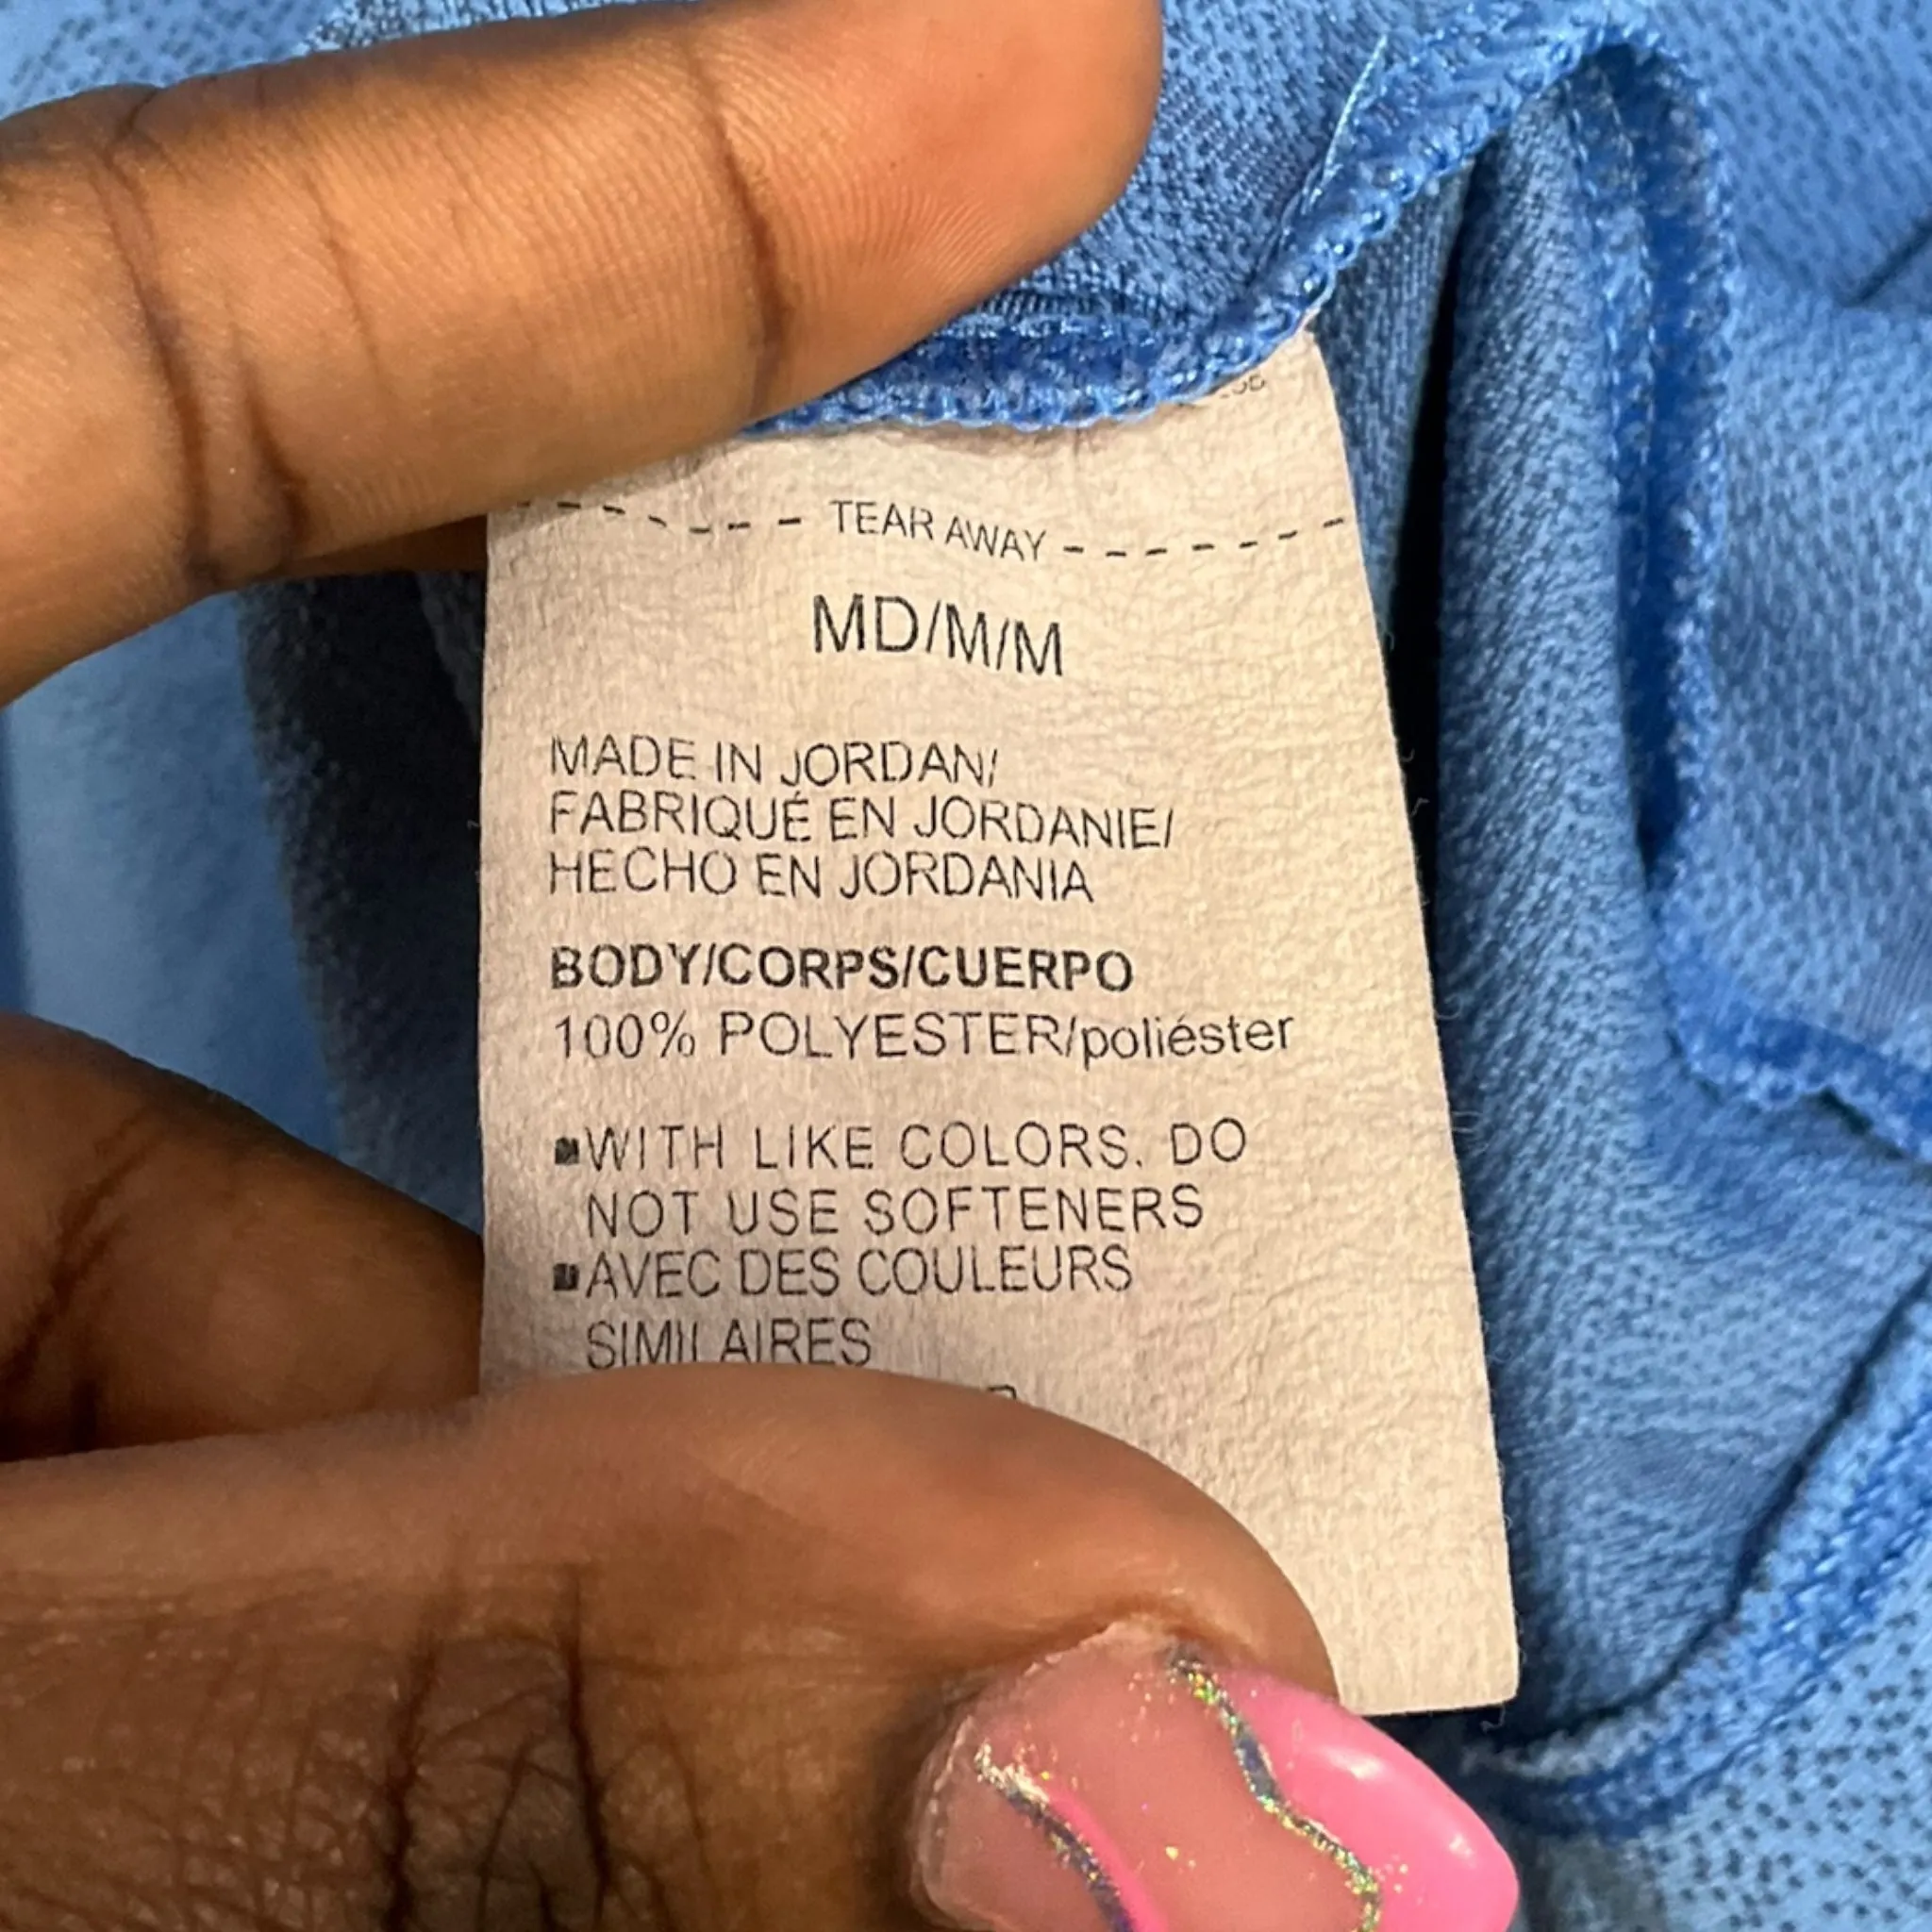 TEAR AWAY
MD/M/M
MADE IN JORDAN/
FABRIQUÉ EN JORDANIE/
HECHO EN JORDANIA
BODY/CORPS/CUERPO
100% POLYESTER/poliéster
▪WITH LIKE COLORS. DO
NOT USE SOFTENERS
▪AVEC DES COULEURS
SIMILAIRES